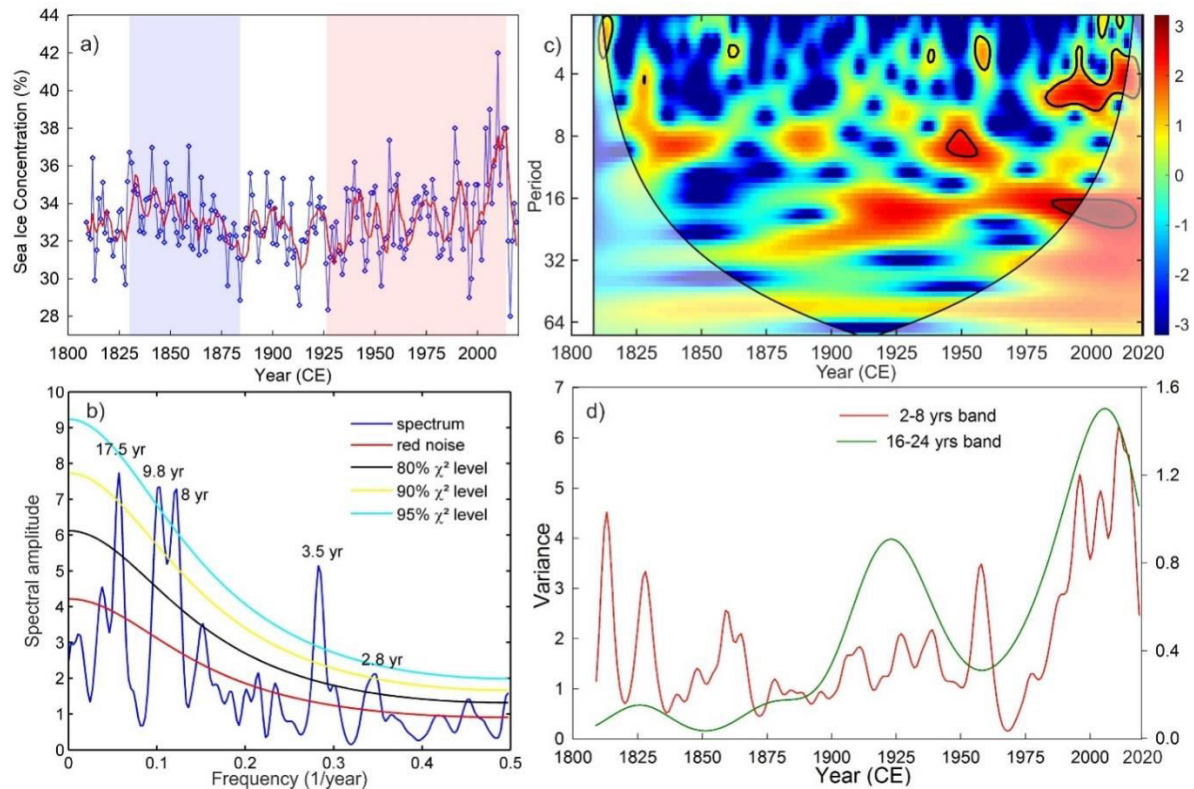 a)
44
42
40
38
36
34
32
30
28
Sea Ice Concentration (%)
1800 1825 1850 1875 1900 1925 1950 1975 2000
Year (CE)
c)
4
8
16
32
64
Period
1800 1825 1850 1875 1900 1925 1950 1975 2000 2020
Year (CE)
3
2
1
0
-1
-2
-3
b)
10
9
8
7
6
5
4
3
2
1
0
Spectral amplitude
17.5 yr
9.8 yr
8 yr
3.5 yr
2.8 yr
spectrum
red noise
80% χ² level
90% χ² level
95% χ² level
0 0.1 0.2 0.3 0.4 0.5
Frequency (1/year)
d)
7
6
5
4
3
2
1
0
Variance
2-8 yrs band
16-24 yrs band
1.6
1.2
0.8
0.4
0.0
1800 1825 1850 1875 1900 1925 1950 1975 2000 2020
Year (CE)